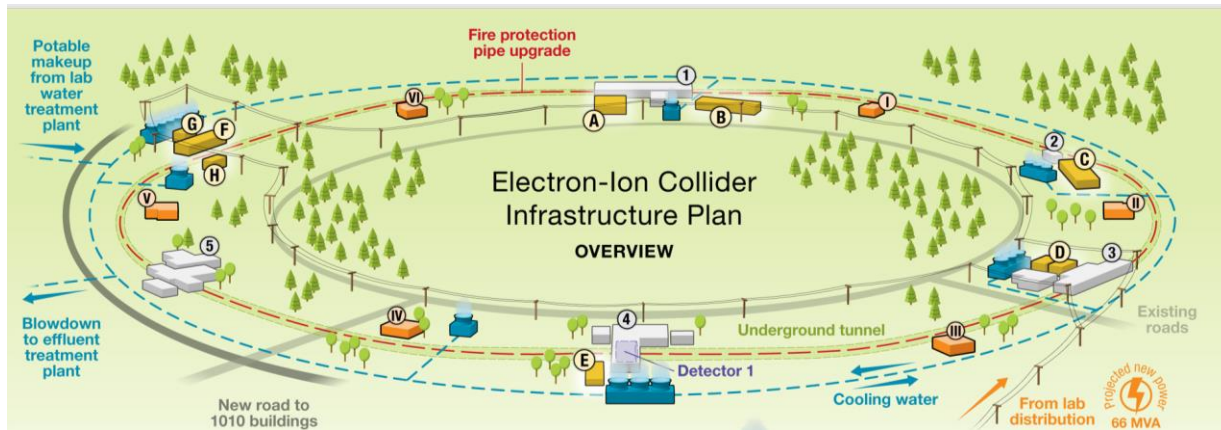 Potable
makeup
from lab
water
treatment
plant
Fire protection
pipe upgrade
1
VI
A
B
I
G
F
H
2
C
Electron-Ion Collider
Infrastructure Plan
OVERVIEW
V
II
5
D
3
Blowdown
to effluent
treatment
plant
IV
4
Underground tunnel
III
Existing
roads
E
Detector 1
Cooling water
New road to
1010 buildings
From lab
distribution
Projected new power
66 MVA